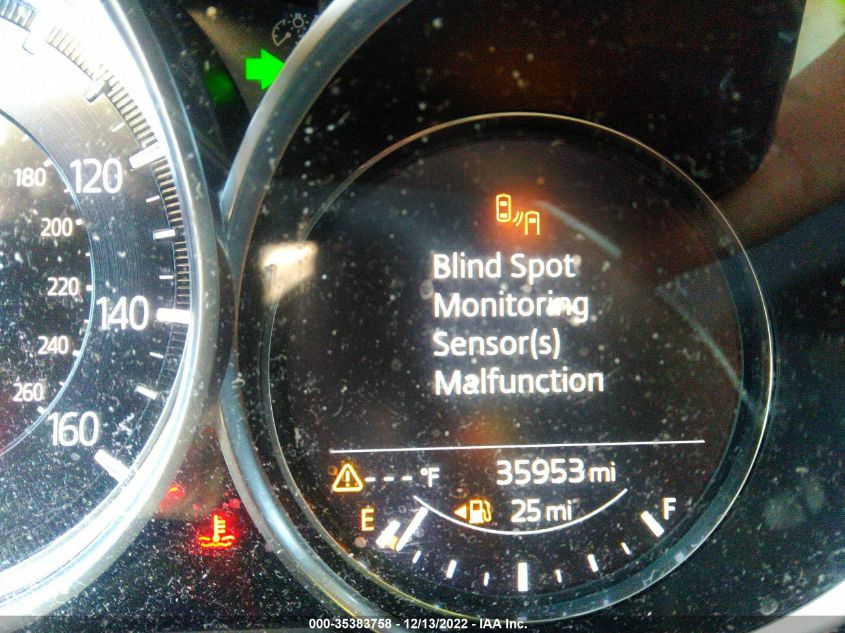 180
120
200
220
140
240
260
160
Blind Spot
Monitoring
Sensor(s)
Malfunction
---°F 35953 mi
E 25 mi F
000-35383758 - 12/13/2022 - IAA Inc.